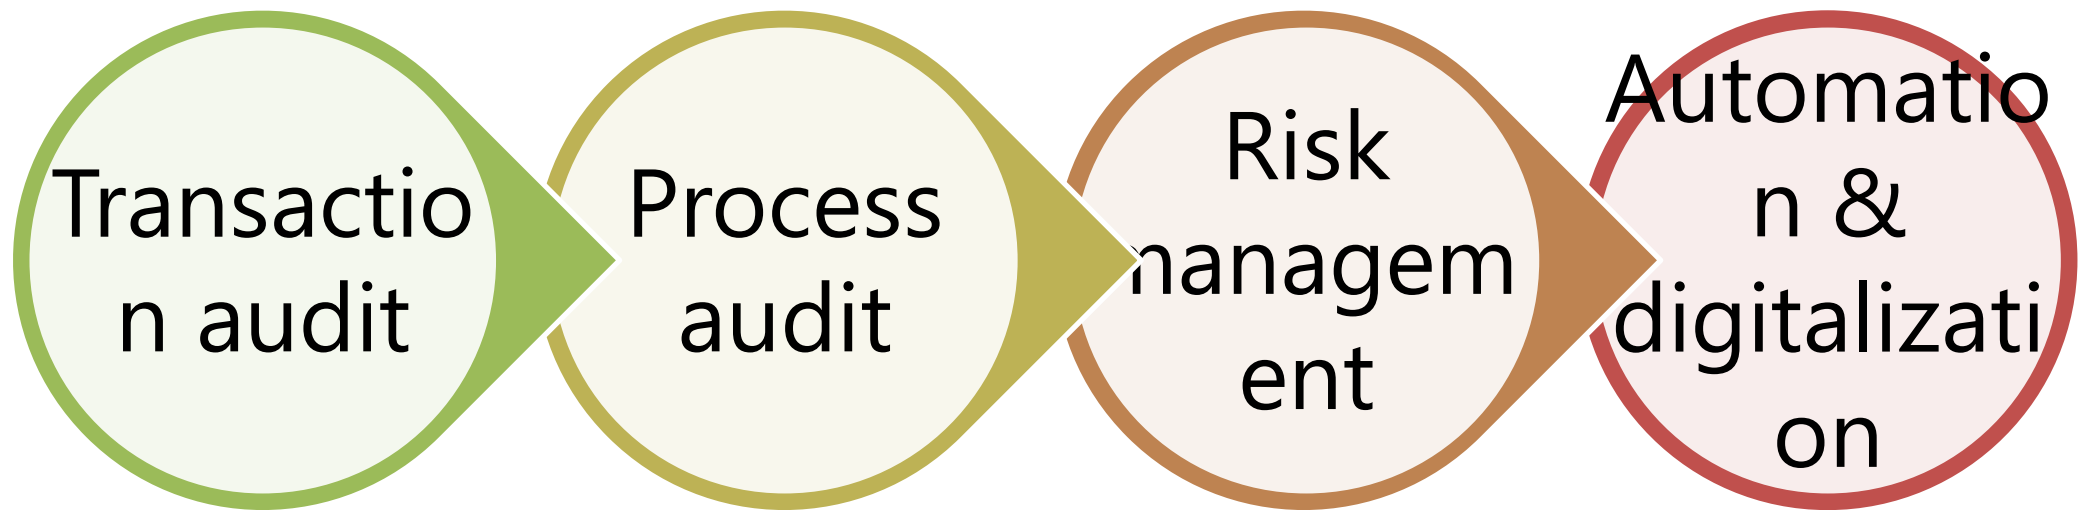 Transactio
n audit
Process
audit
Risk
managem
ent
Automatio
n &
digitalizati
on